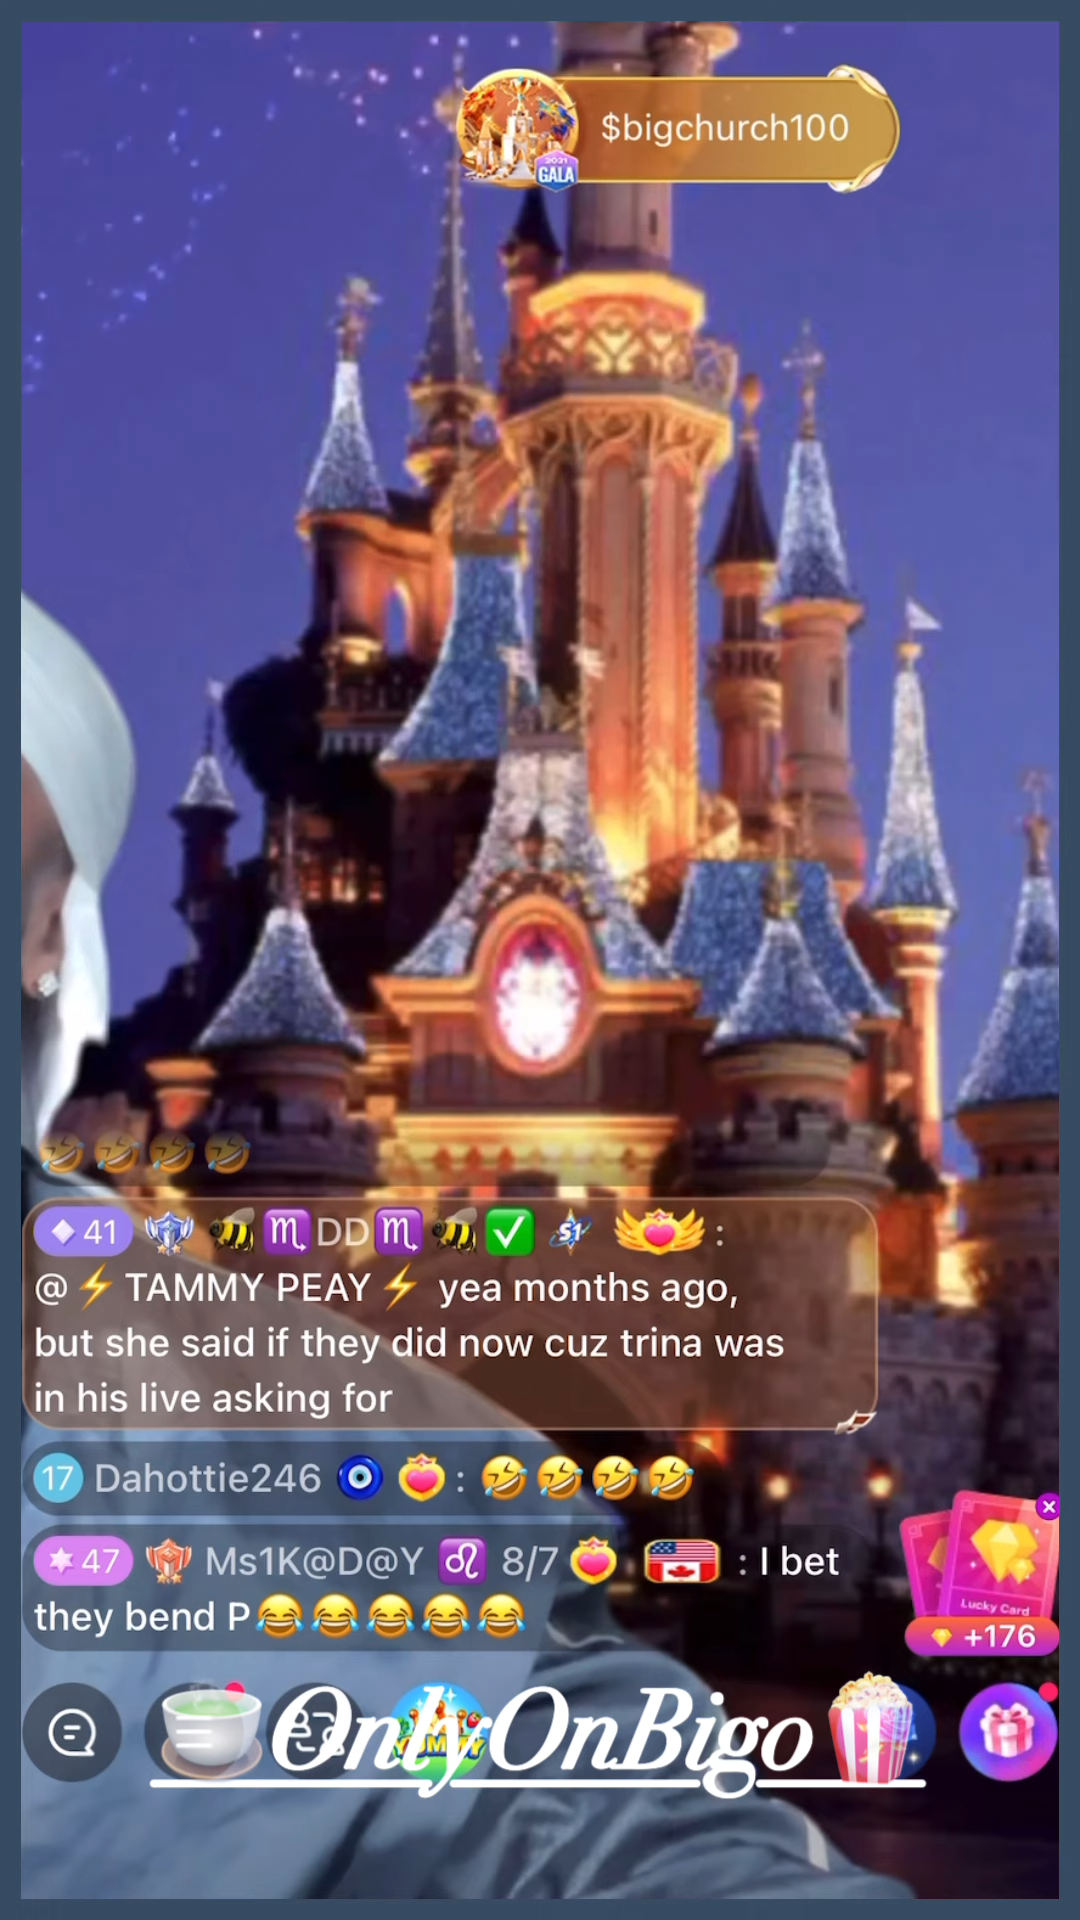 $bigchurch100
2021
GALA
🤣🤣🤣🤣
41 🐝♏DD♏🐝✅ S1 :
@⚡TAMMY PEAY⚡ yea months ago,
but she said if they did now cuz trina was
in his live asking for
17 Dahottie246 🧿 : 🤣🤣🤣🤣
47 Ms1K@D@Y ♌ 8/7 : I bet
they bend P😂😂😂😂😂
Lucky Card
+176
YUMMY
OnlyOnBigo 🍿